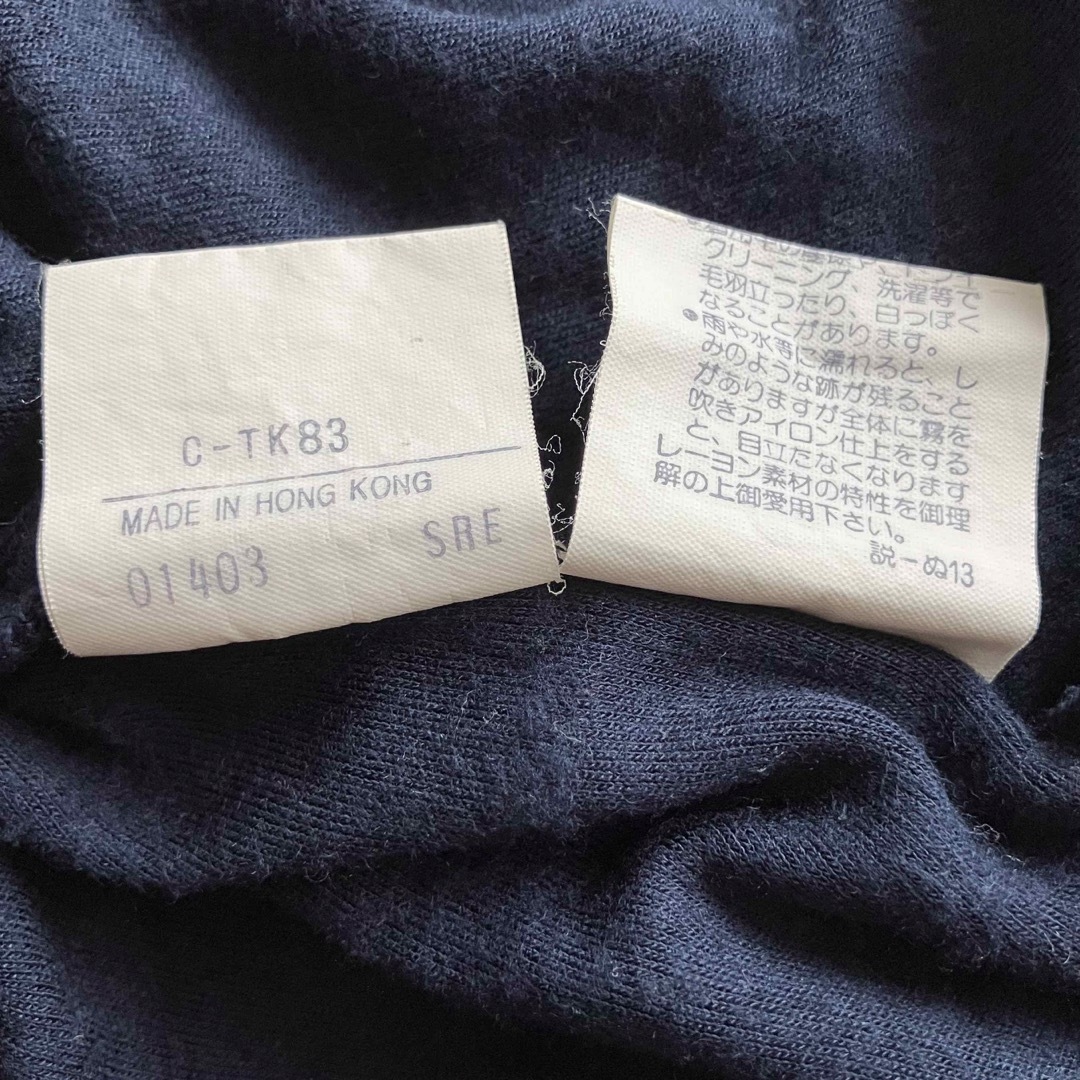 C-TK83
MADE IN HONG KONG
01403 SRE
クリーニング、洗濯等で
毛羽立ったり、白っぽく
なることがあります。
●雨や水等に濡れると、し
みのような跡が残ること
がありますが全体に霧を
吹きアイロン仕上をする
と、目立たなくなります
レーヨン素材の特性を御理
解の上御愛用下さい。
説-ぬ13